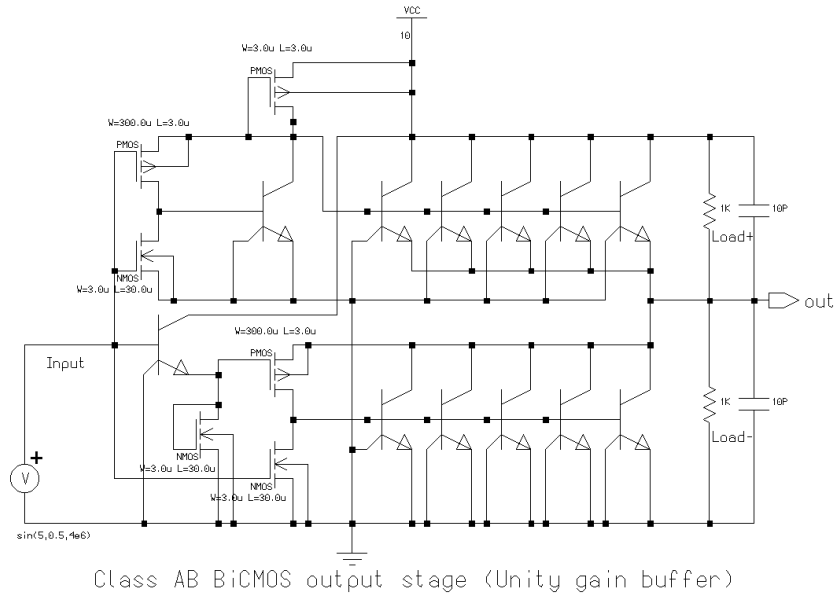 VCC
10
W=3.0u L=3.0u
PMOS
W=300.0u L=3.0u
PMOS
NMOS
W=3.0u L=30.0u
1K
10P
Load+
out
Input
W=300.0u L=3.0u
PMOS
1K
10P
Load-
NMOS
W=3.0u L=30.0u
NMOS
W=3.0u L=30.0u
V
sin(5,0.5,4e6)
Class AB BiCMOS output stage (Unity gain buffer)